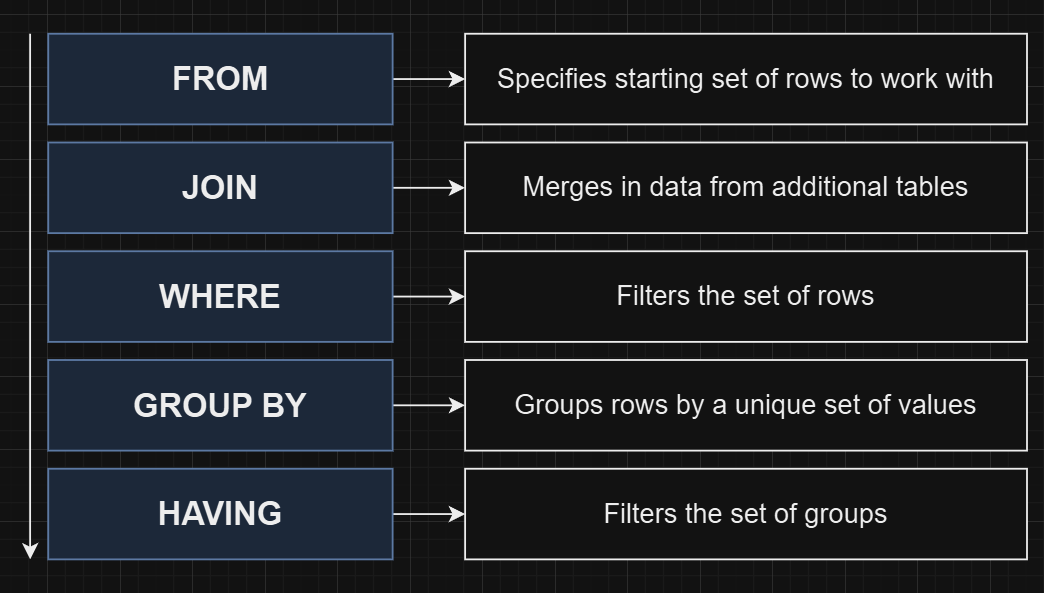 FROM
Specifies starting set of rows to work with
JOIN
Merges in data from additional tables
WHERE
Filters the set of rows
GROUP BY
Groups rows by a unique set of values
HAVING
Filters the set of groups